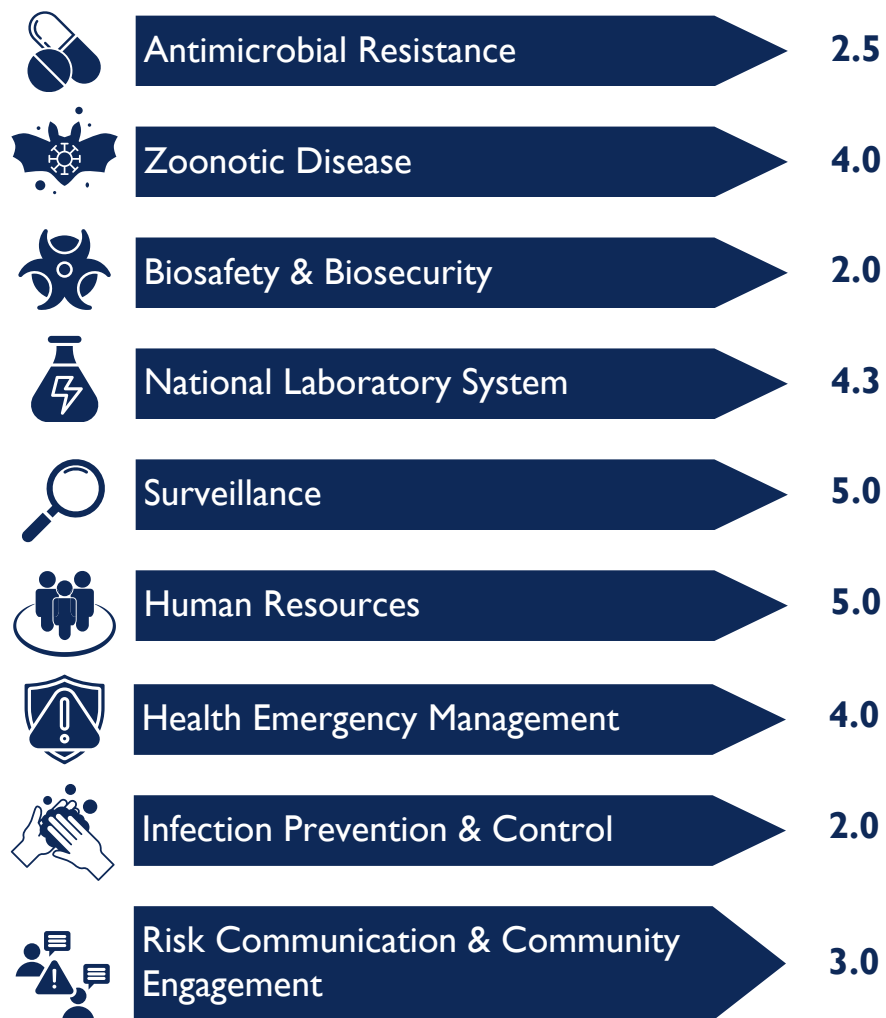 Antimicrobial Resistance 2.5
Zoonotic Disease 4.0
Biosafety & Biosecurity 2.0
National Laboratory System 4.3
Surveillance 5.0
Human Resources 5.0
Health Emergency Management 4.0
Infection Prevention & Control 2.0
Risk Communication & Community
Engagement 3.0